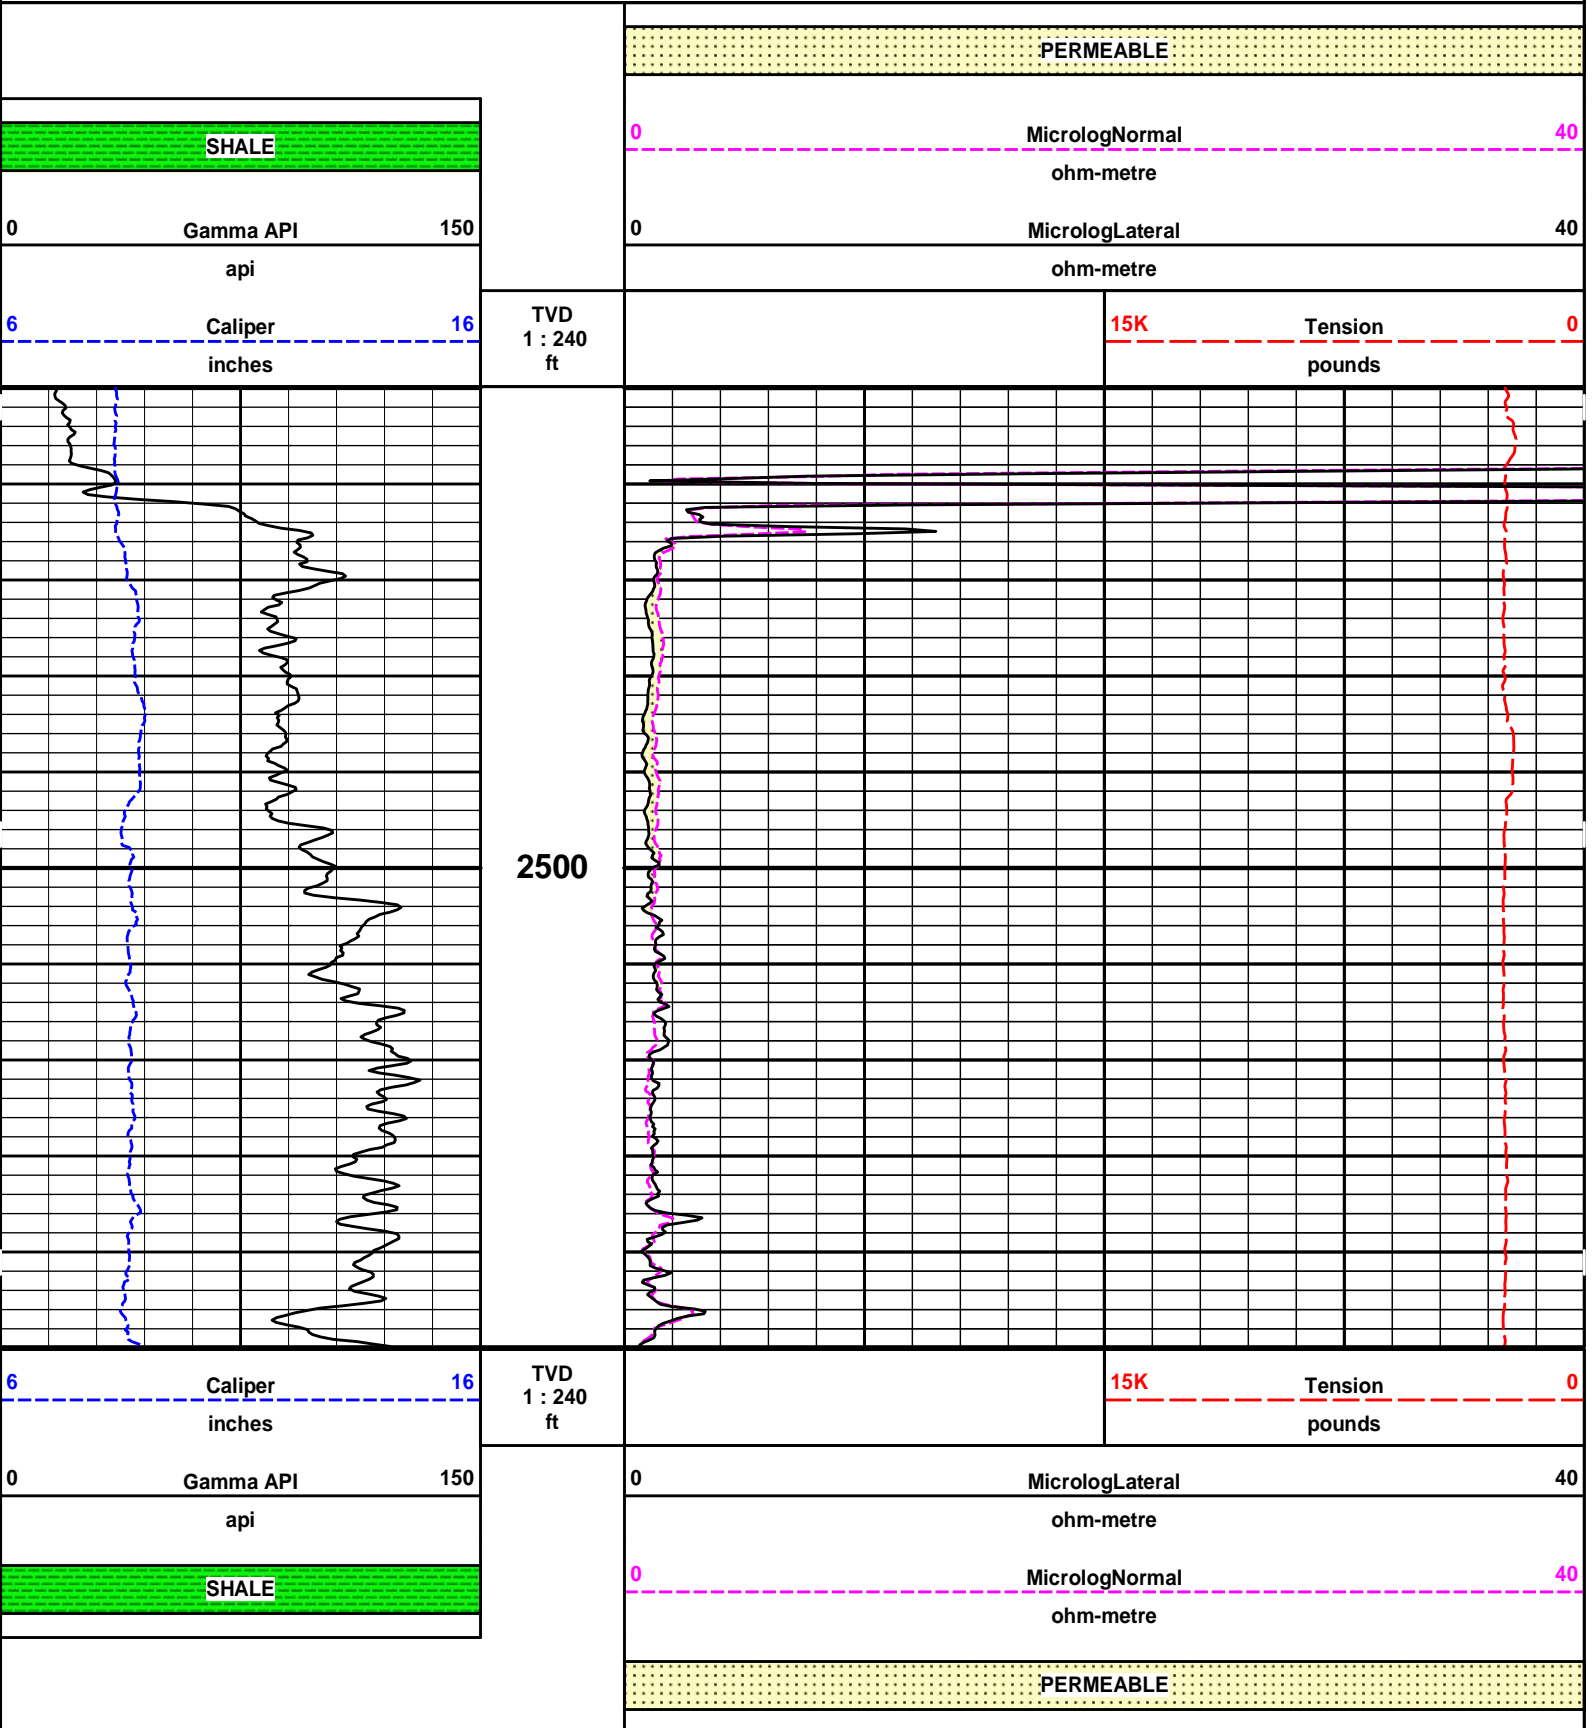 PERMEABLE
SHALE
0 MicrologNormal 40
ohm-metre
0 Gamma API 150
api
0 MicrologLateral 40
ohm-metre
6 Caliper 16
inches
TVD
1 : 240
ft
15K Tension 0
pounds
2500
6 Caliper 16
inches
TVD
1 : 240
ft
15K Tension 0
pounds
0 Gamma API 150
api
0 MicrologLateral 40
ohm-metre
SHALE
0 MicrologNormal 40
ohm-metre
PERMEABLE